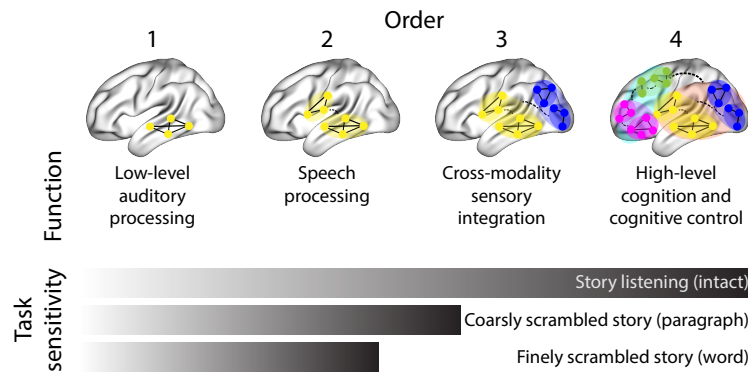 Order
1 2 3 4
Function
Low-level
auditory
processing
Speech
processing
Cross-modality
sensory
integration
High-level
cognition and
cognitive control
Task
sensitivity
Story listening (intact)
Coarsly scrambled story (paragraph)
Finely scrambled story (word)